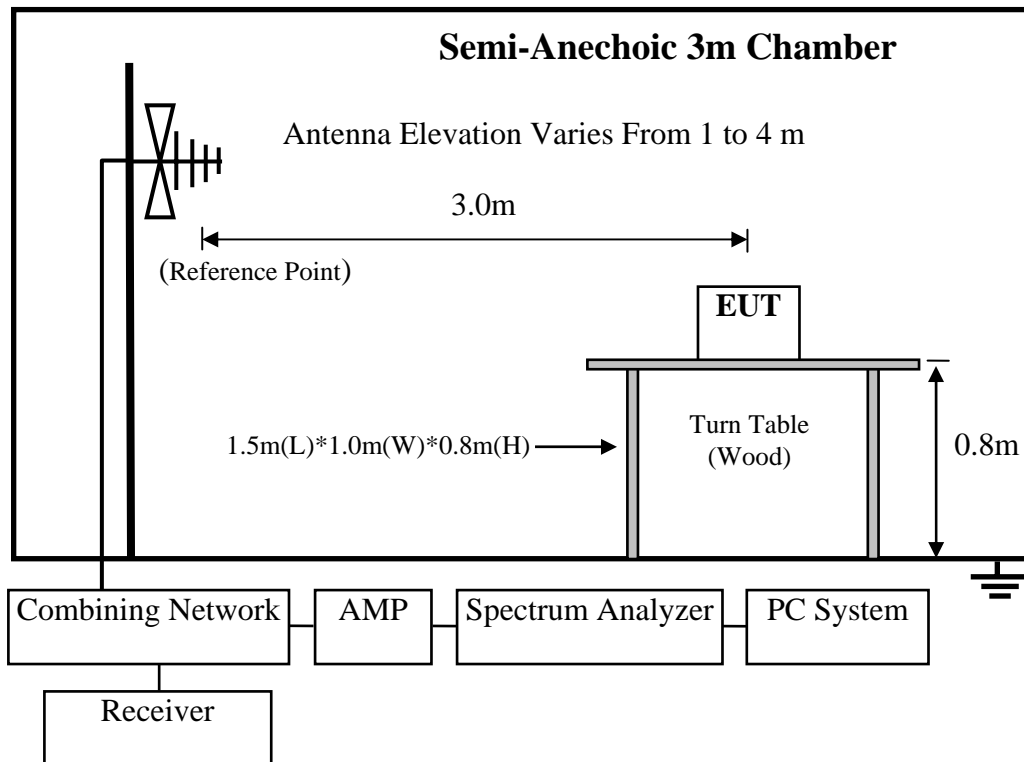 Semi-Anechoic 3m Chamber
Antenna Elevation Varies From 1 to 4 m
3.0m
(Reference Point)
EUT
1.5m(L)*1.0m(W)*0.8m(H)
Turn Table
(Wood)
0.8m
Combining Network
AMP
Spectrum Analyzer
PC System
Receiver